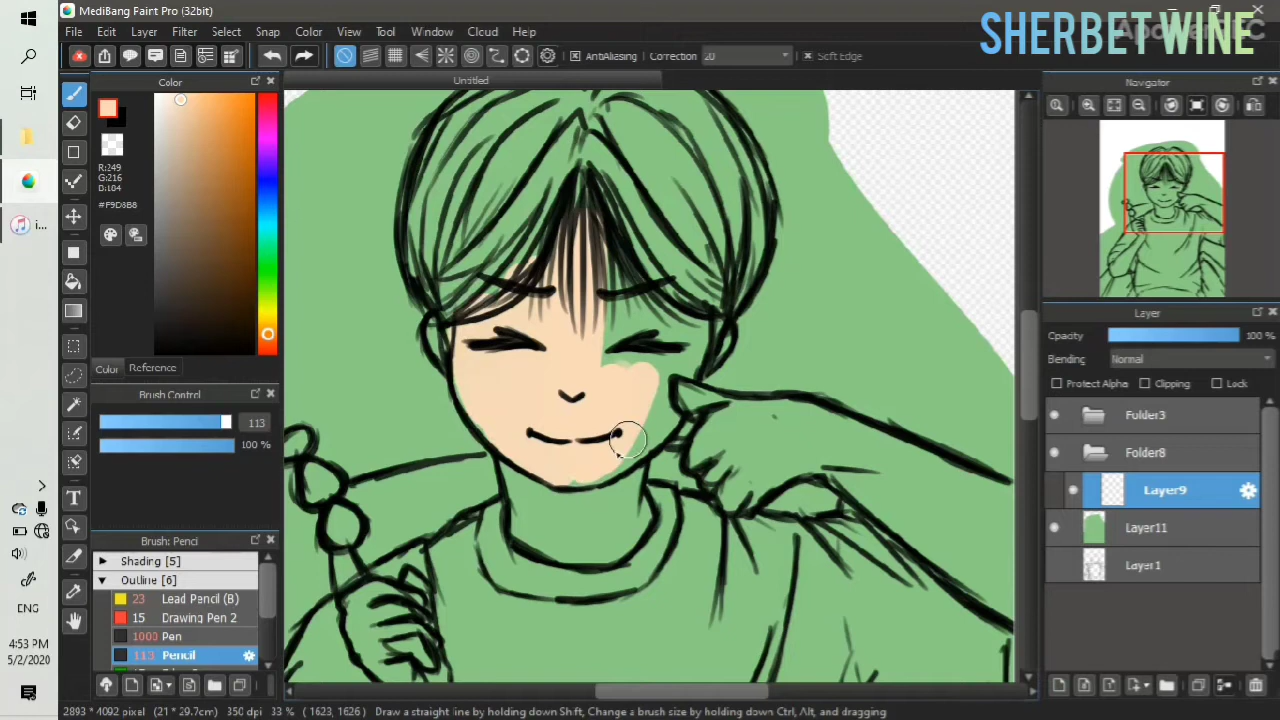 MediBang Paint Pro (32bit)
SHERBET WINE
File Edit Layer Filter Select Snap Color View Tool Window Cloud Help
AntiAliasing Correction 20 Soft Edge
Color
Untitled
Navigator
R:249
G:216
B:184
#F9D8B8
Color Reference
Brush Control
113
100 %
Layer
Opacity 100 %
Blending Normal
Protect Alpha Clipping Lock
Folder3
Folder8
Layer9
Layer11
Layer1
Brush: Penci
Shading [5]
Outline [6]
23 Lead Pencil (B)
15 Drawing Pen 2
1000 Pen
113 Pencil
i...
ENG
4:53 PM
5/2/2020
2893 * 4092 pixel (21 * 29.7cm) 350 dpi 33 % ( 1623, 1626 ) Draw a straight line by holding down Shift, Change a brush size by holding down Ctrl, Alt, and dragging